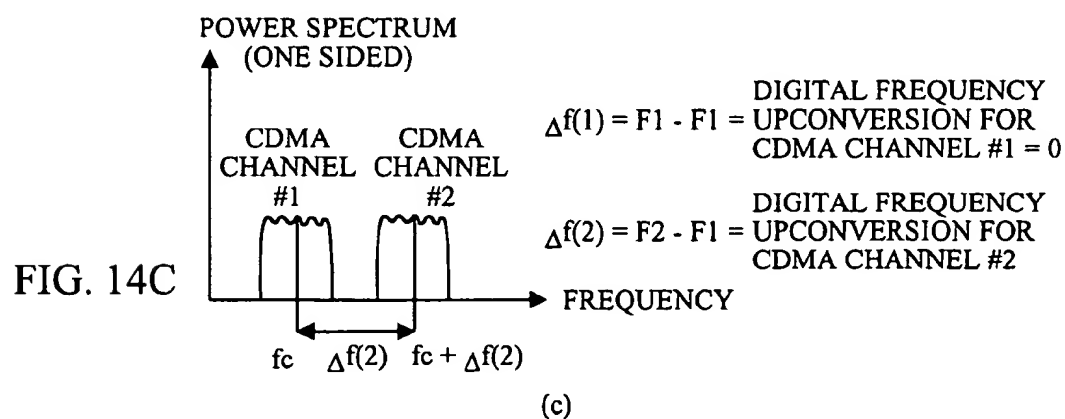 POWER SPECTRUM
(ONE SIDED)
CDMA
CHANNEL
#1
CDMA
CHANNEL
#2
FREQUENCY
fc
Δf(2)
fc + Δf(2)
Δf(1) = F1 - F1 =
DIGITAL FREQUENCY
UPCONVERSION FOR
CDMA CHANNEL #1 = 0
Δf(2) = F2 - F1 =
DIGITAL FREQUENCY
UPCONVERSION FOR
CDMA CHANNEL #2
FIG. 14C
(c)